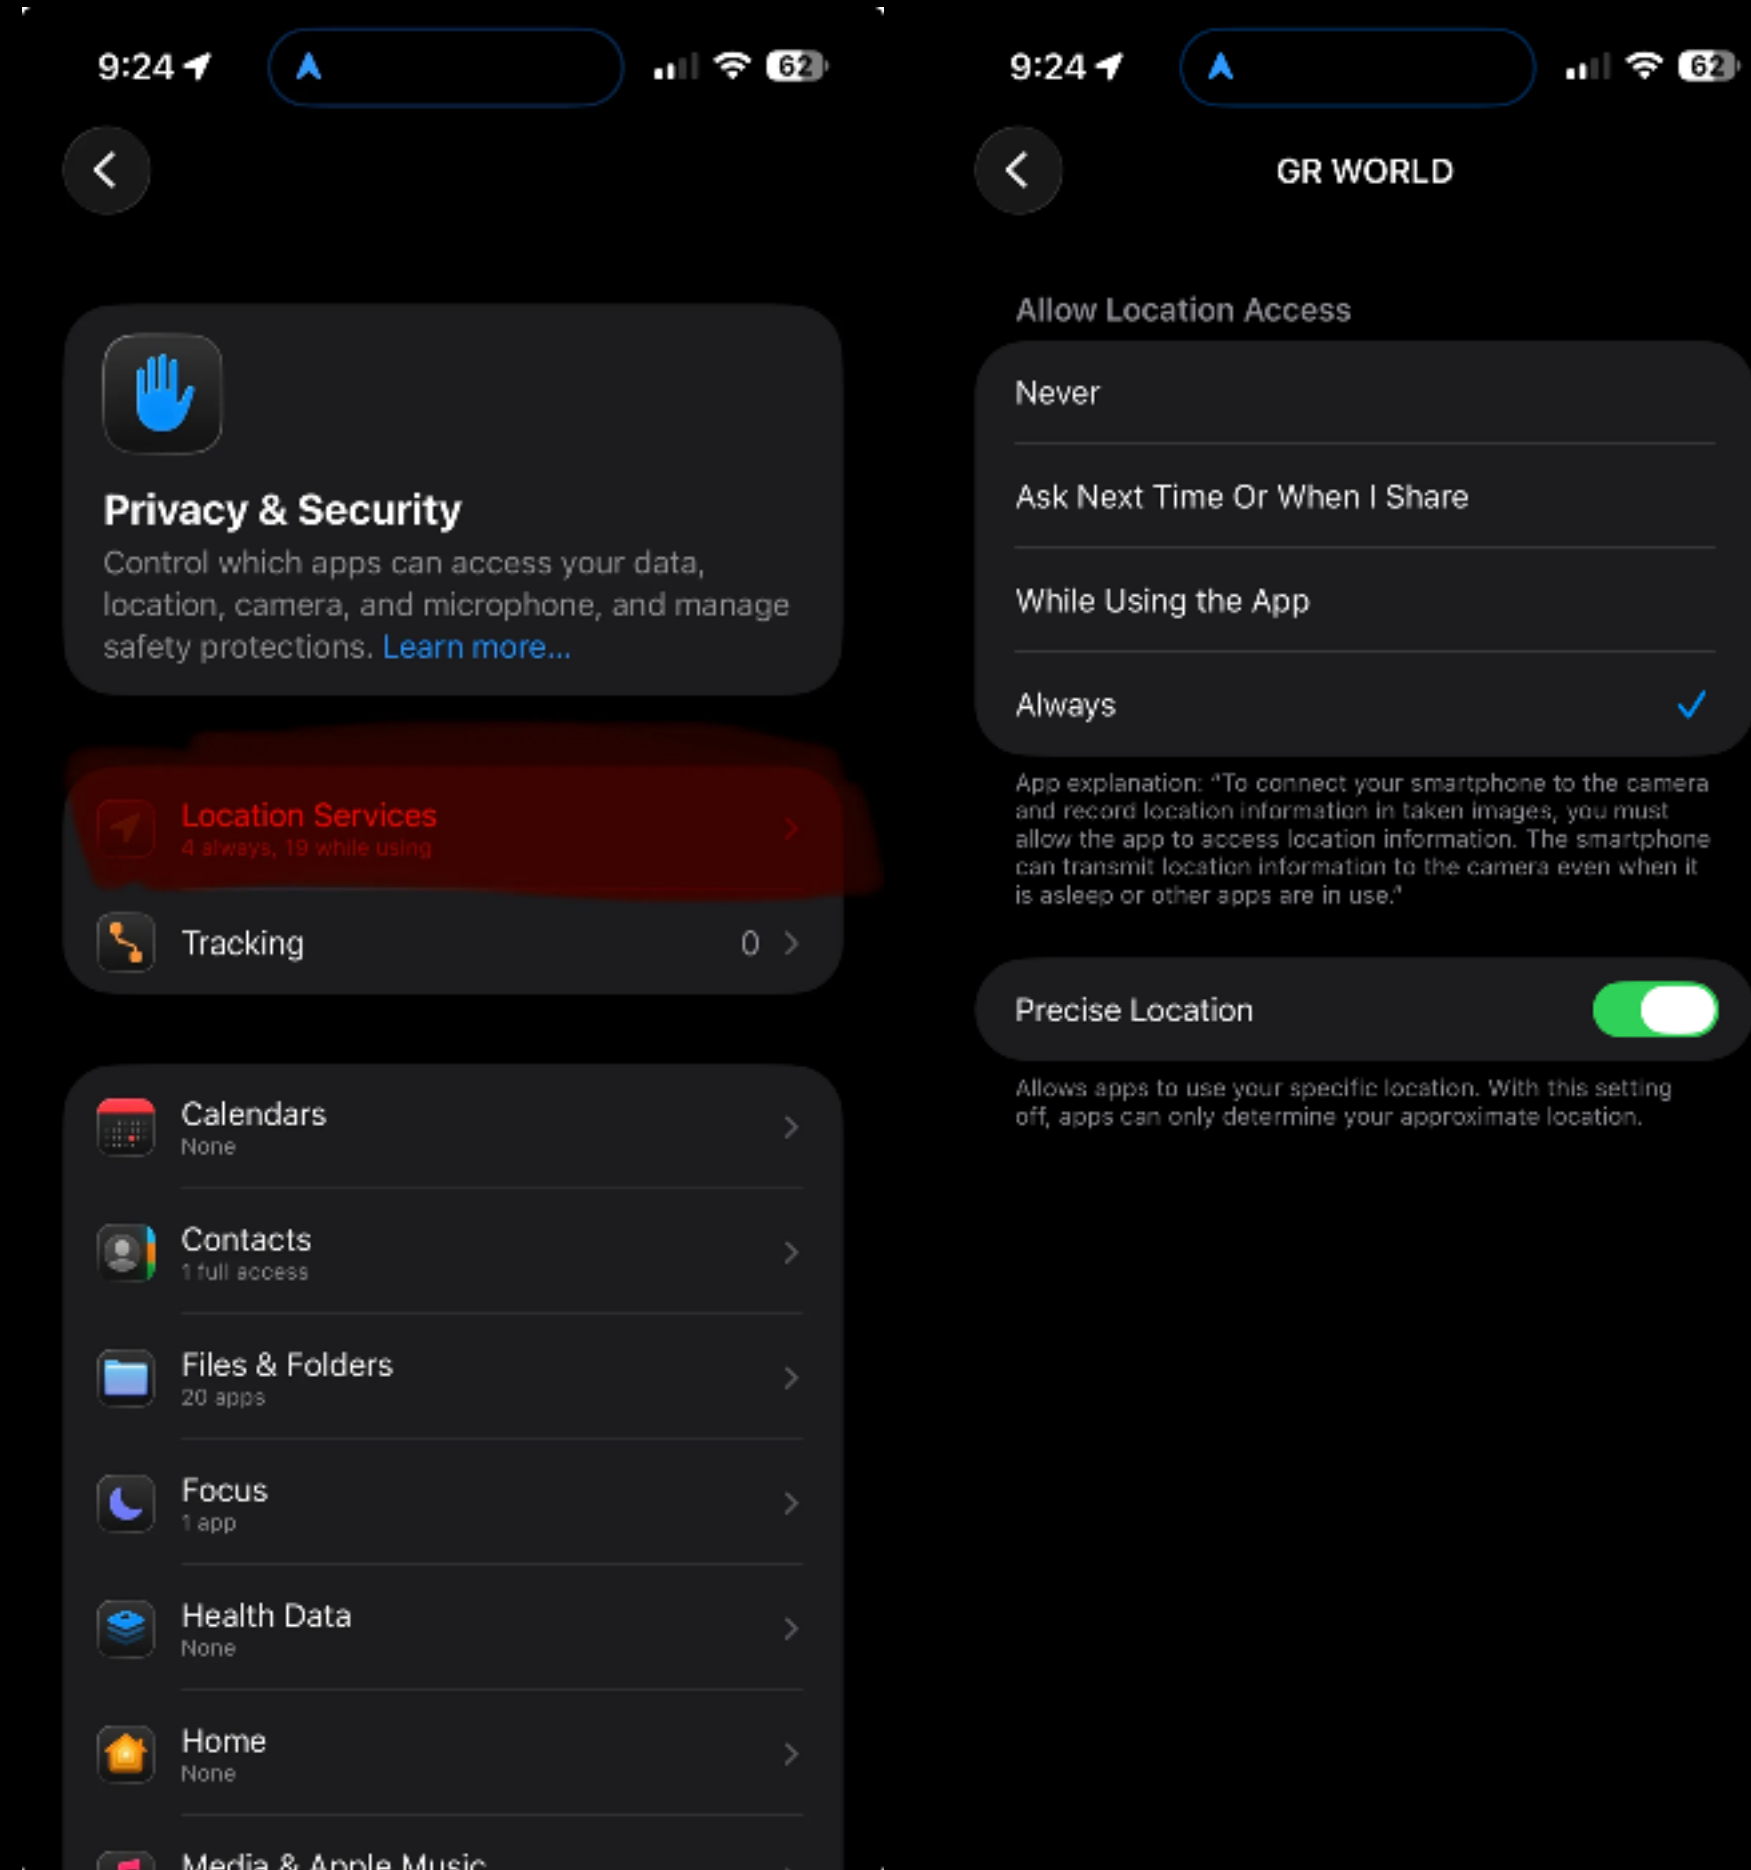 9:24
62
Privacy & Security
Control which apps can access your data,
location, camera, and microphone, and manage
safety protections. Learn more...
Location Services
4 always, 19 while using
Tracking
0
Calendars
None
Contacts
1 full access
Files & Folders
20 apps
Focus
1 app
Health Data
None
Home
None
Media & Apple Music
9:24
62
GR WORLD
Allow Location Access
Never
Ask Next Time Or When I Share
While Using the App
Always
App explanation: “To connect your smartphone to the camera
and record location information in taken images, you must
allow the app to access location information. The smartphone
can transmit location information to the camera even when it
is asleep or other apps are in use.”
Precise Location
Allows apps to use your specific location. With this setting
off, apps can only determine your approximate location.